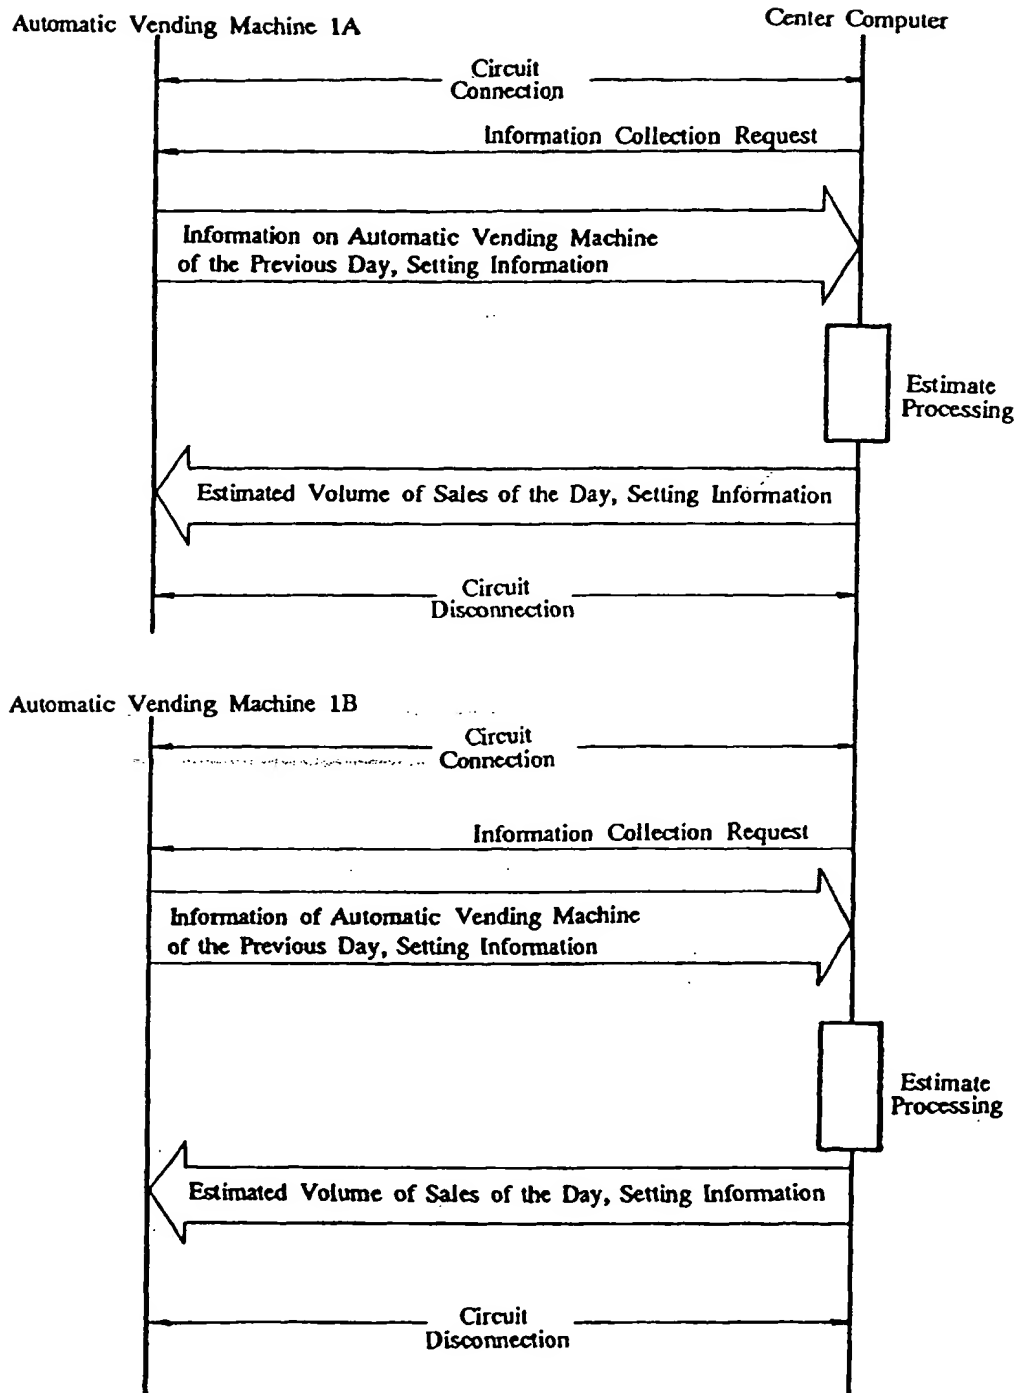 Automatic Vending Machine 1A
Center Computer
Circuit
Connection
Information Collection Request
Information on Automatic Vending Machine
of the Previous Day, Setting Information
Estimate
Processing
Estimated Volume of Sales of the Day, Setting Information
Circuit
Disconnection
Automatic Vending Machine 1B
Circuit
Connection
Information Collection Request
Information of Automatic Vending Machine
of the Previous Day, Setting Information
Estimate
Processing
Estimated Volume of Sales of the Day, Setting Information
Circuit
Disconnection